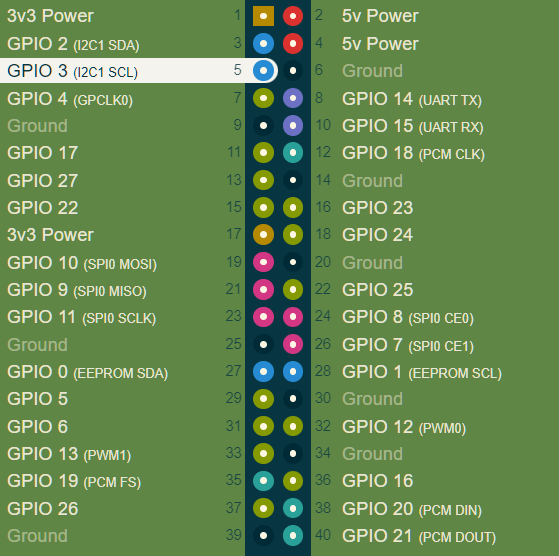 3v3 Power 1 2 5v Power
GPIO 2 (I2C1 SDA) 3 4 5v Power
GPIO 3 (I2C1 SCL) 5 6 Ground
GPIO 4 (GPCLK0) 7 8 GPIO 14 (UART TX)
Ground 9 10 GPIO 15 (UART RX)
GPIO 17 11 12 GPIO 18 (PCM CLK)
GPIO 27 13 14 Ground
GPIO 22 15 16 GPIO 23
3v3 Power 17 18 GPIO 24
GPIO 10 (SPI0 MOSI) 19 20 Ground
GPIO 9 (SPI0 MISO) 21 22 GPIO 25
GPIO 11 (SPI0 SCLK) 23 24 GPIO 8 (SPI0 CE0)
Ground 25 26 GPIO 7 (SPI0 CE1)
GPIO 0 (EEPROM SDA) 27 28 GPIO 1 (EEPROM SCL)
GPIO 5 29 30 Ground
GPIO 6 31 32 GPIO 12 (PWM0)
GPIO 13 (PWM1) 33 34 Ground
GPIO 19 (PCM FS) 35 36 GPIO 16
GPIO 26 37 38 GPIO 20 (PCM DIN)
Ground 39 40 GPIO 21 (PCM DOUT)